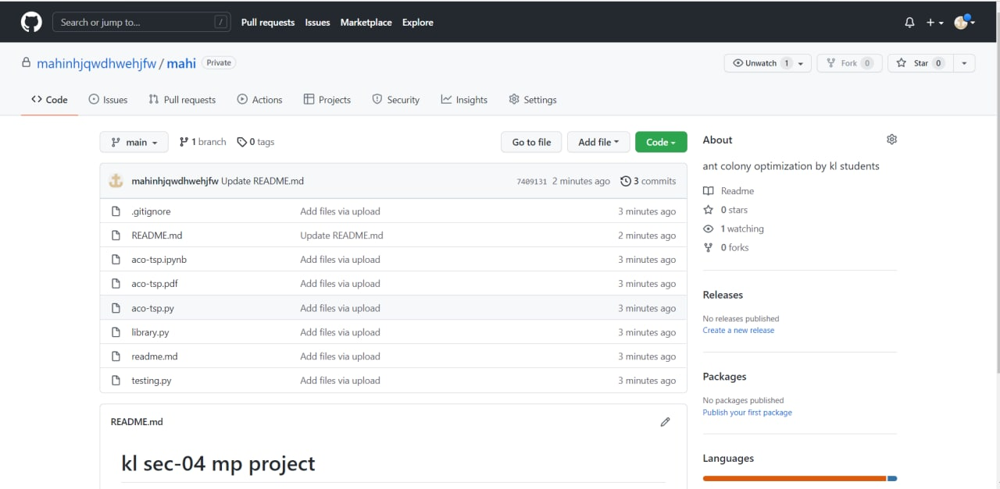 Search or jump to... / Pull requests Issues Marketplace Explore
mahinhjqwdhwehjfw / mahi Private Unwatch 1 Fork 0 Star 0
Code Issues Pull requests Actions Projects Security Insights Settings
main 1 branch 0 tags Go to file Add file Code
mahinhjqwdhwehjfw Update README.md 7409131 2 minutes ago 3 commits
.gitignore Add files via upload 3 minutes ago
README.md Update README.md 2 minutes ago
aco-tsp.ipynb Add files via upload 3 minutes ago
aco-tsp.pdf Add files via upload 3 minutes ago
aco-tsp.py Add files via upload 3 minutes ago
library.py Add files via upload 3 minutes ago
readme.md Add files via upload 3 minutes ago
testing.py Add files via upload 3 minutes ago
README.md
kl sec-04 mp project
About
ant colony optimization by kl students
Readme
0 stars
1 watching
0 forks
Releases
No releases published
Create a new release
Packages
No packages published
Publish your first package
Languages